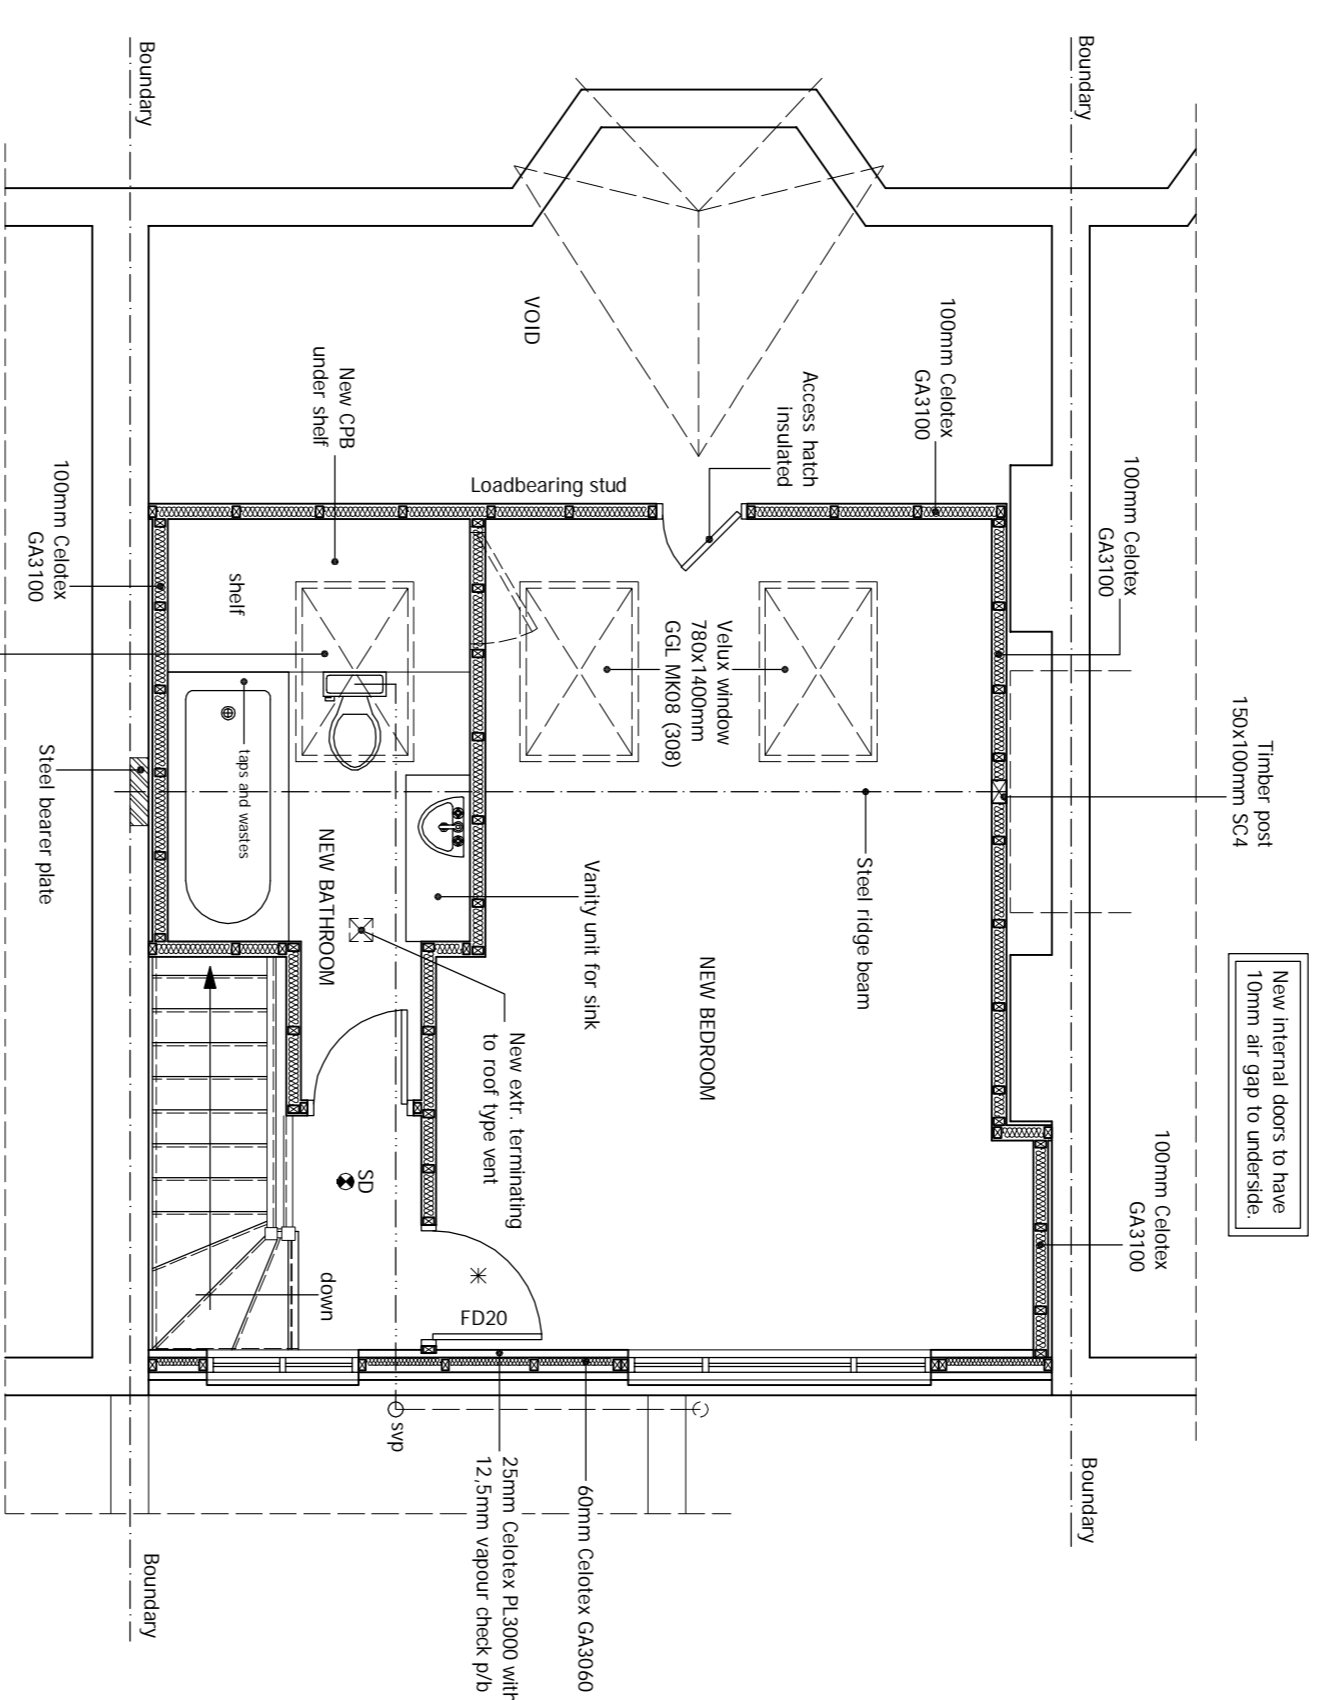 Boundary
Boundary
VOID
100mm Celotex
GA3100
Access hatch
insulated
100mm Celotex
GA3100
Timber post
150x100mm SC4
New internal doors to have
10mm air gap to underside.
New CPB
under shelf
Loadbearing stud
100mm Celotex
GA3100
shelf
Velux window
780x1400mm
GGL MK08 (308)
Steel bearer plate
taps and wastes
NEW BATHROOM
Vanity unit for sink
Steel ridge beam
NEW BEDROOM
New extr. terminating
to roof type vent
100mm Celotex
GA3100
SD
down
FD20
svp
60mm Celotex GA3060
25mm Celotex PL3000 with
12,5mm vapour check p/b
Boundary
Boundary